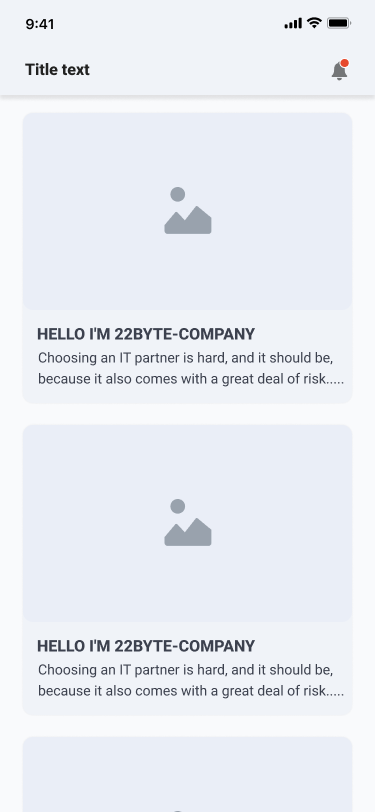 9:41
Title text
HELLO I'M 22BYTE-COMPANY
Choosing an IT partner is hard, and it should be,
because it also comes with a great deal of risk.....
HELLO I'M 22BYTE-COMPANY
Choosing an IT partner is hard, and it should be,
because it also comes with a great deal of risk.....